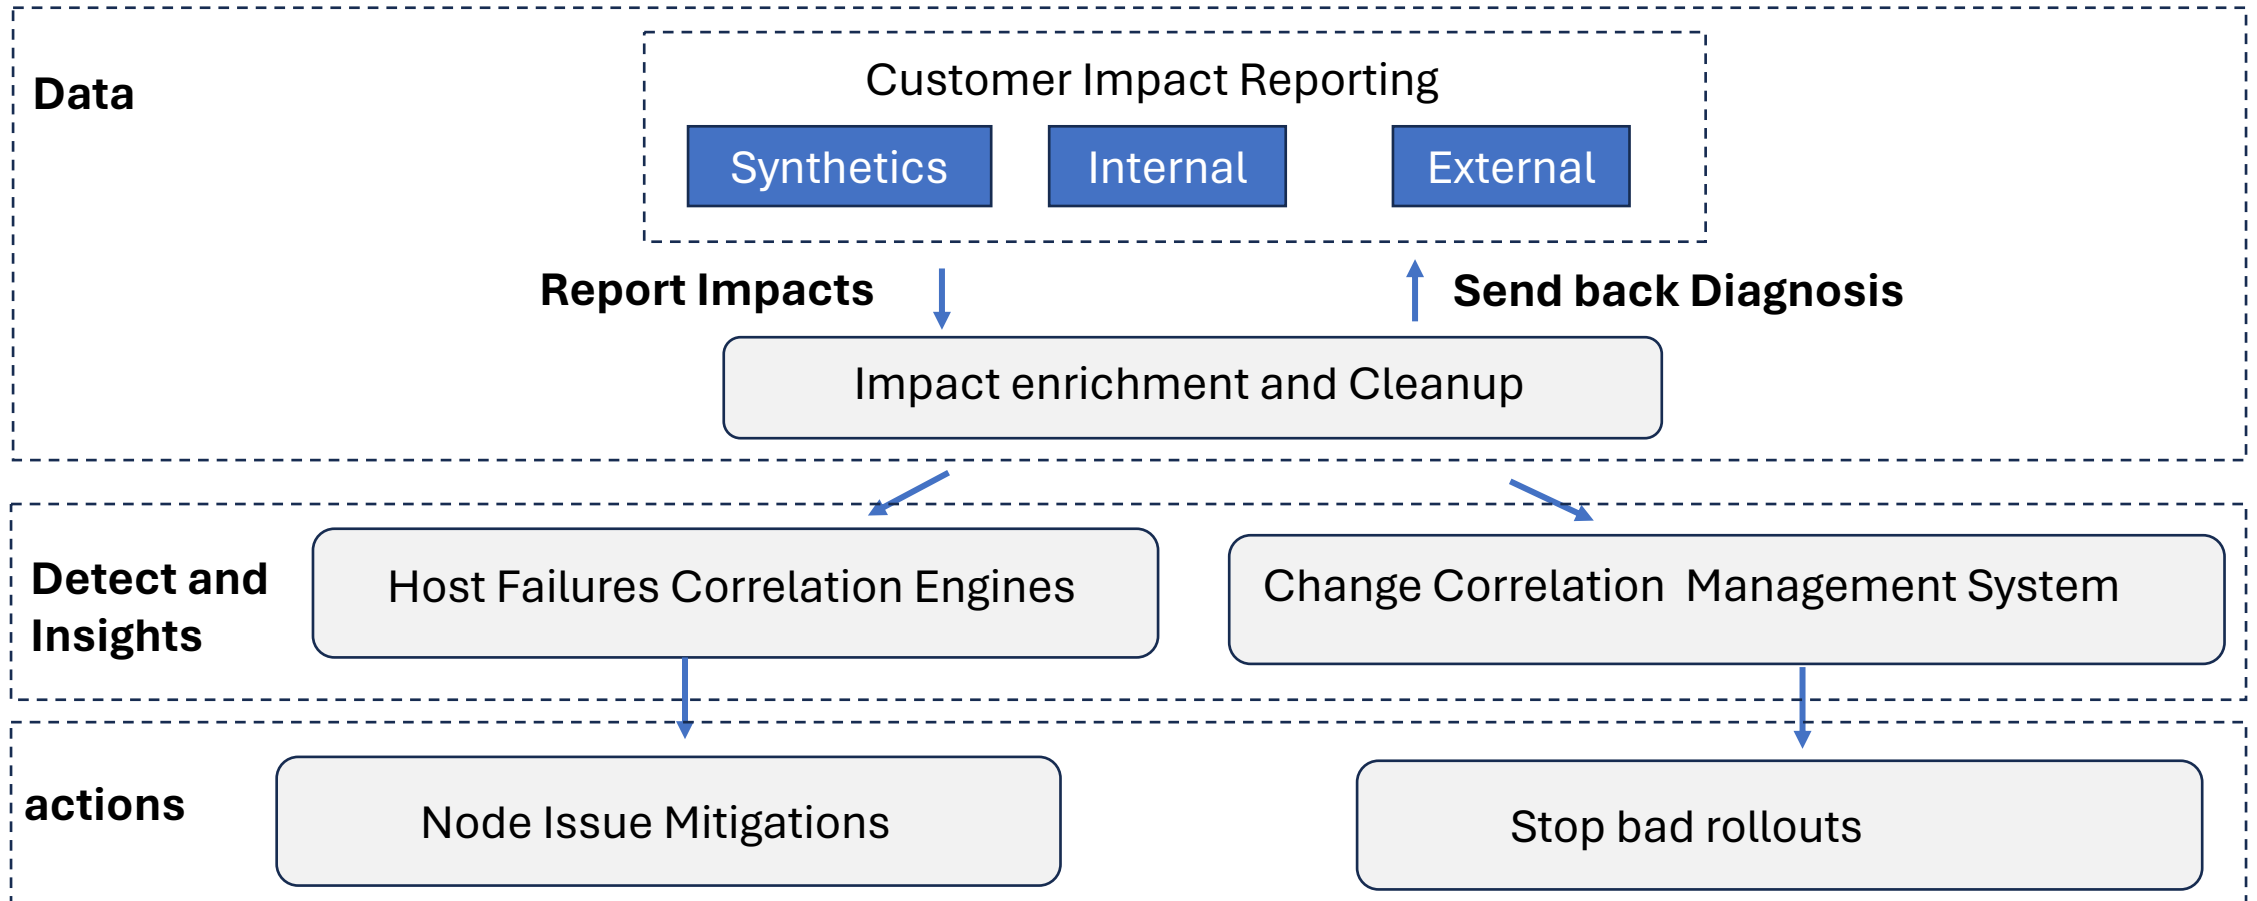 Data
Customer Impact Reporting
Synthetics
Internal
External
Report Impacts
Send back Diagnosis
Impact enrichment and Cleanup
Detect and
Insights
Host Failures Correlation Engines
Change Correlation  Management System
actions
Node Issue Mitigations
Stop bad rollouts